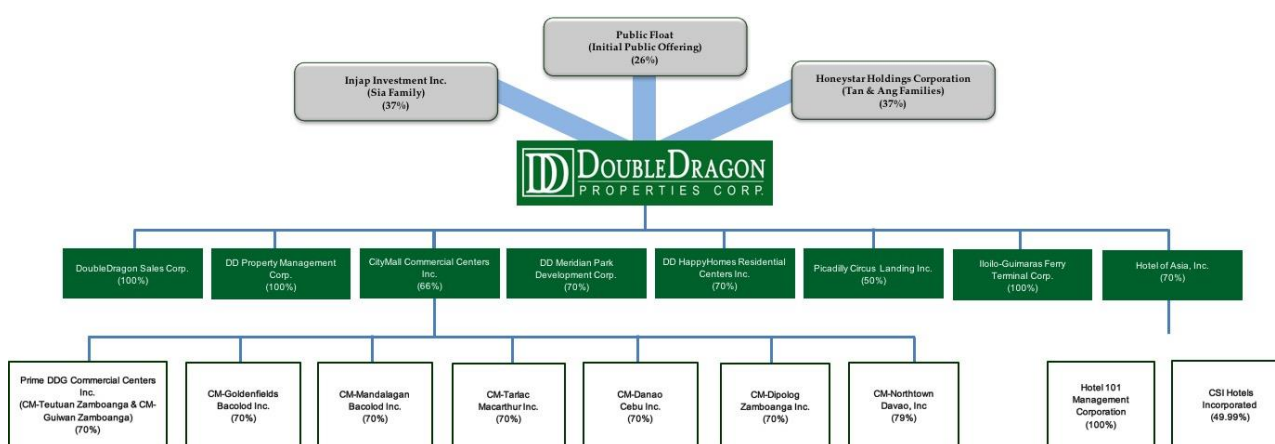 Public Float
(Initial Public Offering)
(26%)
Injap Investment Inc.
(Sia Family)
(37%)
Honeystar Holdings Corporation
(Tan & Ang Families)
(37%)
DD DOUBLEDRAGON
PROPERTIES CORP.
DoubleDragon Sales Corp.
(100%)
DD Property Management
Corp.
(100%)
CityMall Commercial Centers
Inc.
(66%)
DD Meridian Park
Development Corp.
(70%)
DD HappyHomes Residential
Centers Inc.
(70%)
Picadilly Circus Landing Inc.
(50%)
Iloilo-Guimaras Ferry
Terminal Corp.
(100%)
Hotel of Asia, Inc.
(70%)
Prime DDG Commercial Centers
Inc.
(CM-Teutuan Zamboanga & CM-
Guiwan Zamboanga)
(70%)
CM-Goldenfields
Bacolod Inc.
(70%)
CM-Mandalagan
Bacolod Inc.
(70%)
CM-Tarlac
Macarthur Inc.
(70%)
CM-Danao
Cebu Inc.
(70%)
CM-Dipolog
Zamboanga Inc.
(70%)
CM-Northtown
Davao, Inc
(79%)
Hotel 101
Management
Corporation
(100%)
CSI Hotels
Incorporated
(49.99%)